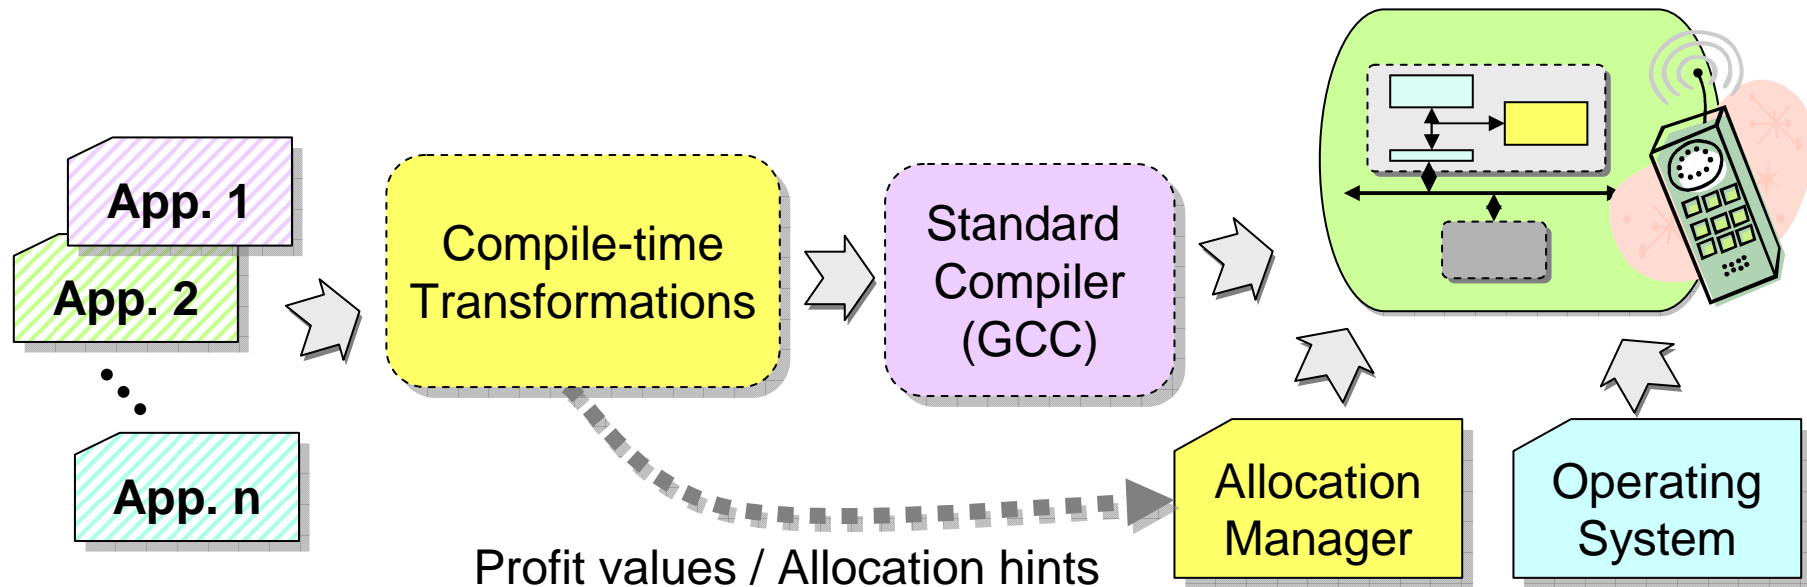 App. 1
App. 2
App. n
Compile-time
Transformations
Standard
Compiler
(GCC)
Allocation
Manager
Operating
System
Profit values / Allocation hints